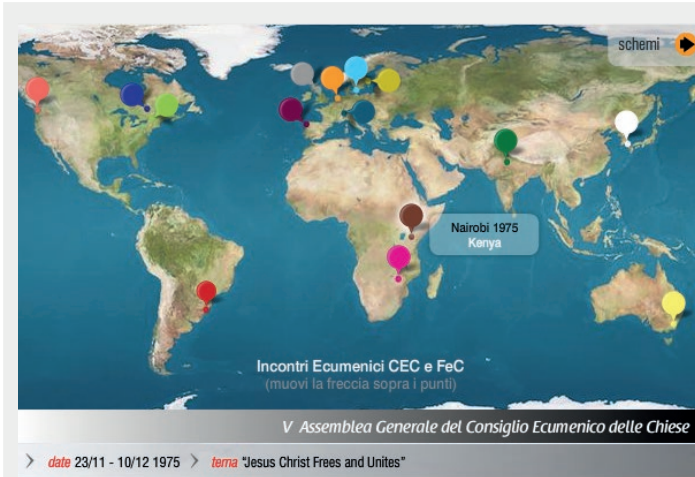 schemi
Nairobi 1975
Kenya
Incontri Ecumenici CEC e FeC
(muovi la freccia sopra i punti)
V Assemblea Generale del Consiglio Ecumenico delle Chiese
date 23/11 - 10/12 1975 tema "Jesus Christ Frees and Unites"